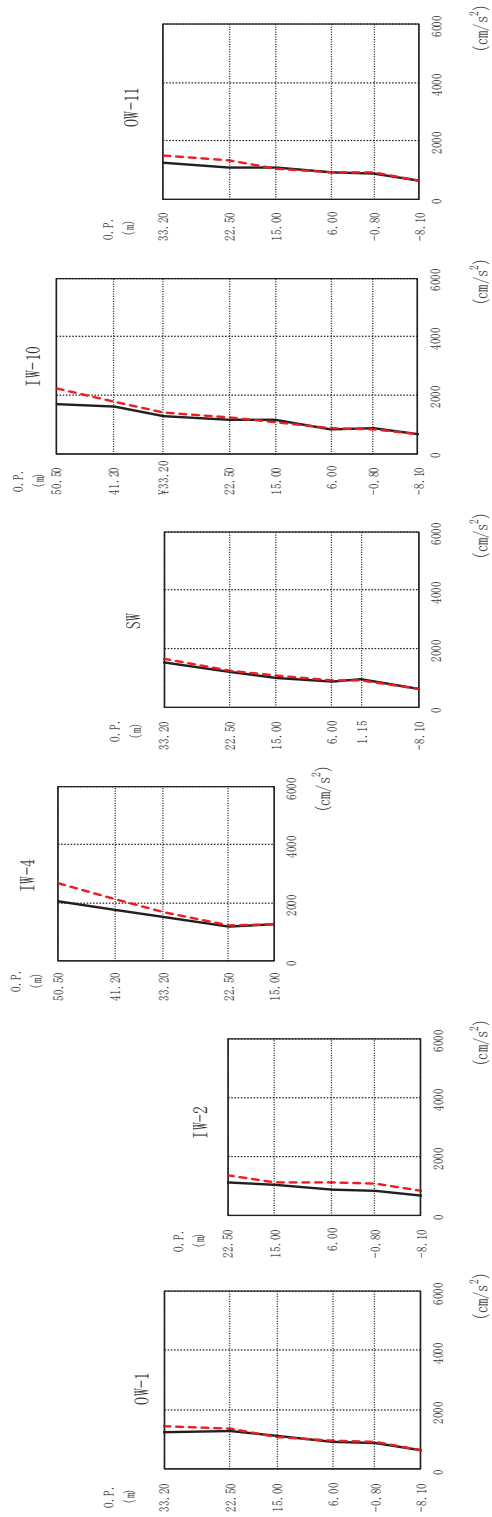 OW-1
O.P.
(m)
33.20
22.50
15.00
6.00
-0.80
-8.10
0
2000
4000
6000
(cm/s²)
IW-2
O.P.
(m)
22.50
15.00
6.00
-0.80
-8.10
0
2000
4000
6000
(cm/s²)
IW-4
O.P.
(m)
50.50
41.20
33.20
22.50
15.00
0
2000
4000
6000
(cm/s²)
SW
O.P.
(m)
33.20
22.50
15.00
6.00
1.15
-8.10
0
2000
4000
6000
(cm/s²)
IW-10
O.P.
(m)
50.50
41.20
¥33.20
22.50
15.00
6.00
-0.80
-8.10
0
2000
4000
6000
(cm/s²)
OW-11
O.P.
(m)
33.20
22.50
15.00
6.00
-0.80
-8.10
0
2000
4000
6000
(cm/s²)